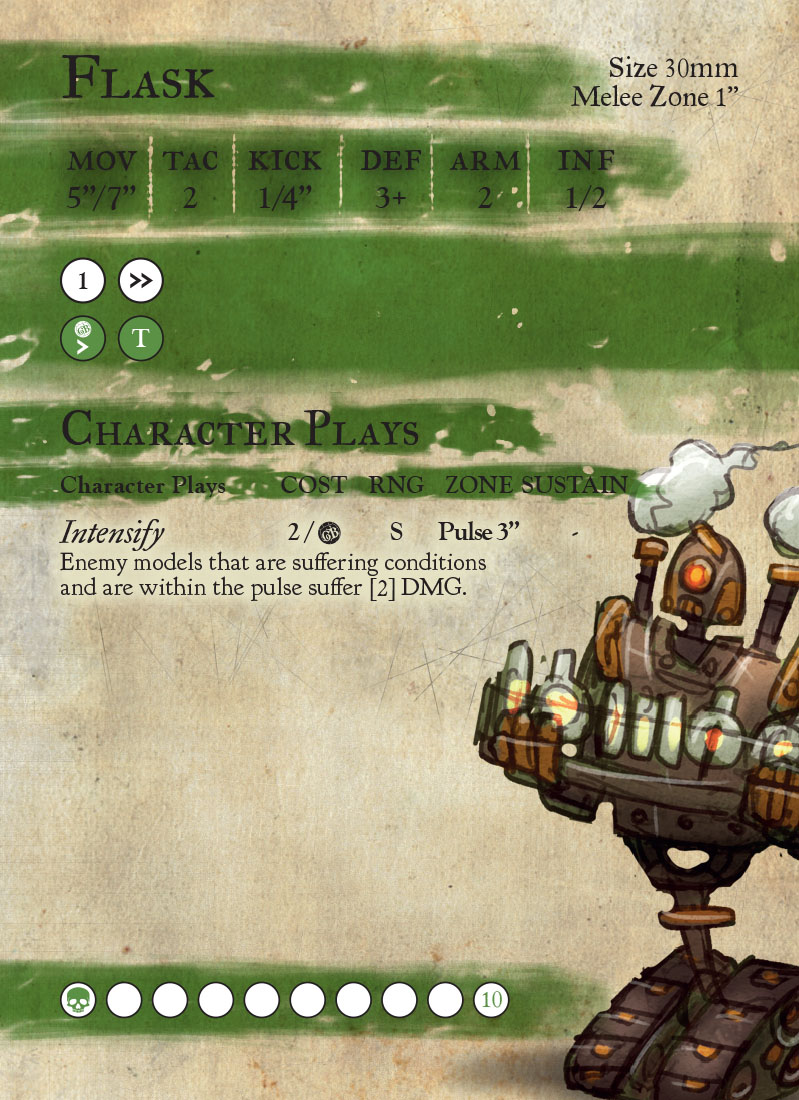 Flask
Size 30mm
Melee Zone 1”
MOV TAC KICK DEF ARM INF
5”/7” 2 1/4” 3+ 2 1/2
1 >>
GB > T
Character Plays
Character Plays COST RNG ZONE SUSTAIN
Intensify 2/GB S Pulse 3” -
Enemy models that are suffering conditions
and are within the pulse suffer [2] DMG.
10